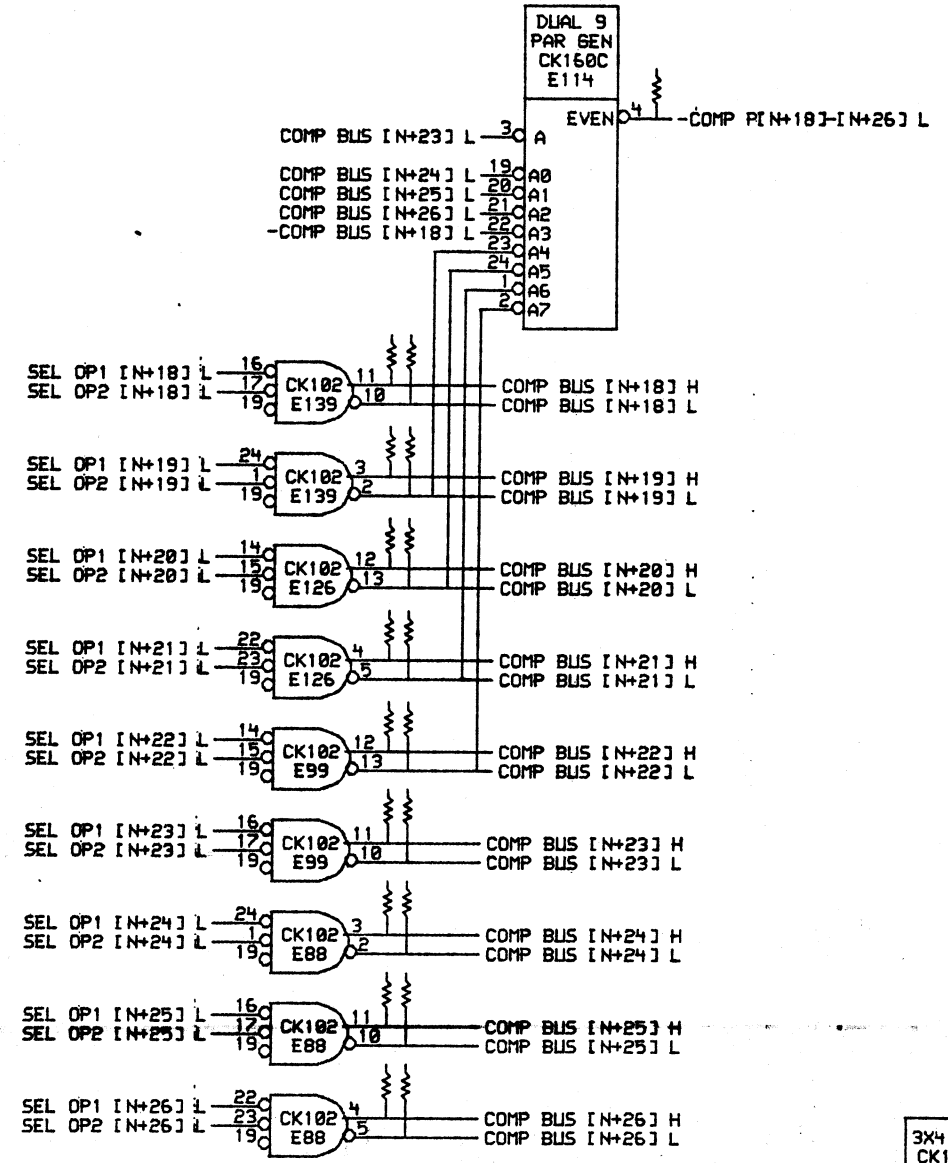 DUAL 9
PAR GEN
CK160C
E114
EVEN 4 -COMP P[N+18]-[N+26] L
COMP BUS [N+23] L 3 A
COMP BUS [N+24] L 19 A0
COMP BUS [N+25] L 20 A1
COMP BUS [N+26] L 21 A2
-COMP BUS [N+18] L 22 A3
23 A4
24 A5
1 A6
2 A7
SEL OP1 [N+18] L 16
SEL OP2 [N+18] L 17
19
CK102
E139
11 COMP BUS [N+18] H
10 COMP BUS [N+18] L
SEL OP1 [N+19] L 24
SEL OP2 [N+19] L 1
19
CK102
E139
3 COMP BUS [N+19] H
2 COMP BUS [N+19] L
SEL OP1 [N+20] L 14
SEL OP2 [N+20] L 15
19
CK102
E126
12 COMP BUS [N+20] H
13 COMP BUS [N+20] L
SEL OP1 [N+21] L 22
SEL OP2 [N+21] L 23
19
CK102
E126
4 COMP BUS [N+21] H
5 COMP BUS [N+21] L
SEL OP1 [N+22] L 14
SEL OP2 [N+22] L 15
19
CK102
E99
12 COMP BUS [N+22] H
13 COMP BUS [N+22] L
SEL OP1 [N+23] L 16
SEL OP2 [N+23] L 17
19
CK102
E99
11 COMP BUS [N+23] H
10 COMP BUS [N+23] L
SEL OP1 [N+24] L 24
SEL OP2 [N+24] L 1
19
CK102
E88
3 COMP BUS [N+24] H
2 COMP BUS [N+24] L
SEL OP1 [N+25] L 16
SEL OP2 [N+25] L 17
19
CK102
E88
11 COMP BUS [N+25] H
10 COMP BUS [N+25] L
SEL OP1 [N+26] L 22
SEL OP2 [N+26] L 23
19
CK102
E88
4 COMP BUS [N+26] H
5 COMP BUS [N+26] L
3X4
CK1